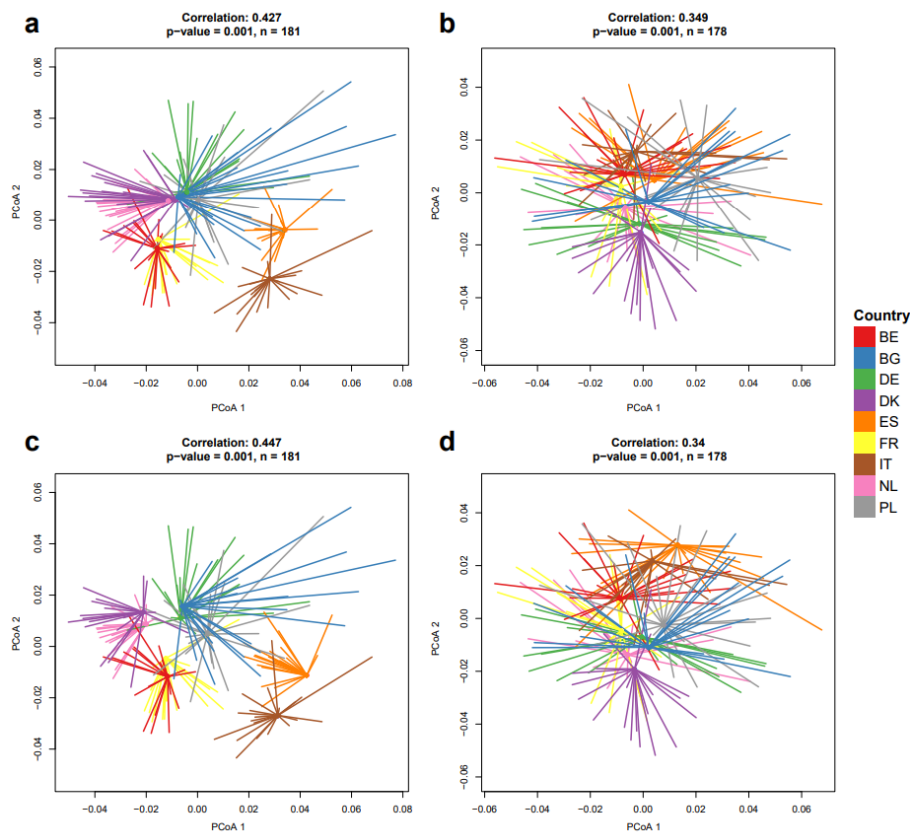 a
Correlation: 0.427
p-value = 0.001, n = 181
PCoA 2
0.06
0.04
0.02
0.00
−0.02
−0.04
−0.04
−0.02
0.00
0.02
0.04
0.06
0.08
PCoA 1
b
Correlation: 0.349
p-value = 0.001, n = 178
PCoA 2
0.04
0.02
0.00
−0.02
−0.04
−0.06
−0.06
−0.04
−0.02
0.00
0.02
0.04
0.06
PCoA 1
Country
BE
BG
DE
DK
ES
FR
IT
NL
PL
c
Correlation: 0.447
p-value = 0.001, n = 181
PCoA 2
0.06
0.04
0.02
0.00
−0.02
−0.04
−0.04
−0.02
0.00
0.02
0.04
0.06
0.08
PCoA 1
d
Correlation: 0.34
p-value = 0.001, n = 178
PCoA 2
0.04
0.02
0.00
−0.02
−0.04
−0.06
−0.06
−0.04
−0.02
0.00
0.02
0.04
0.06
PCoA 1